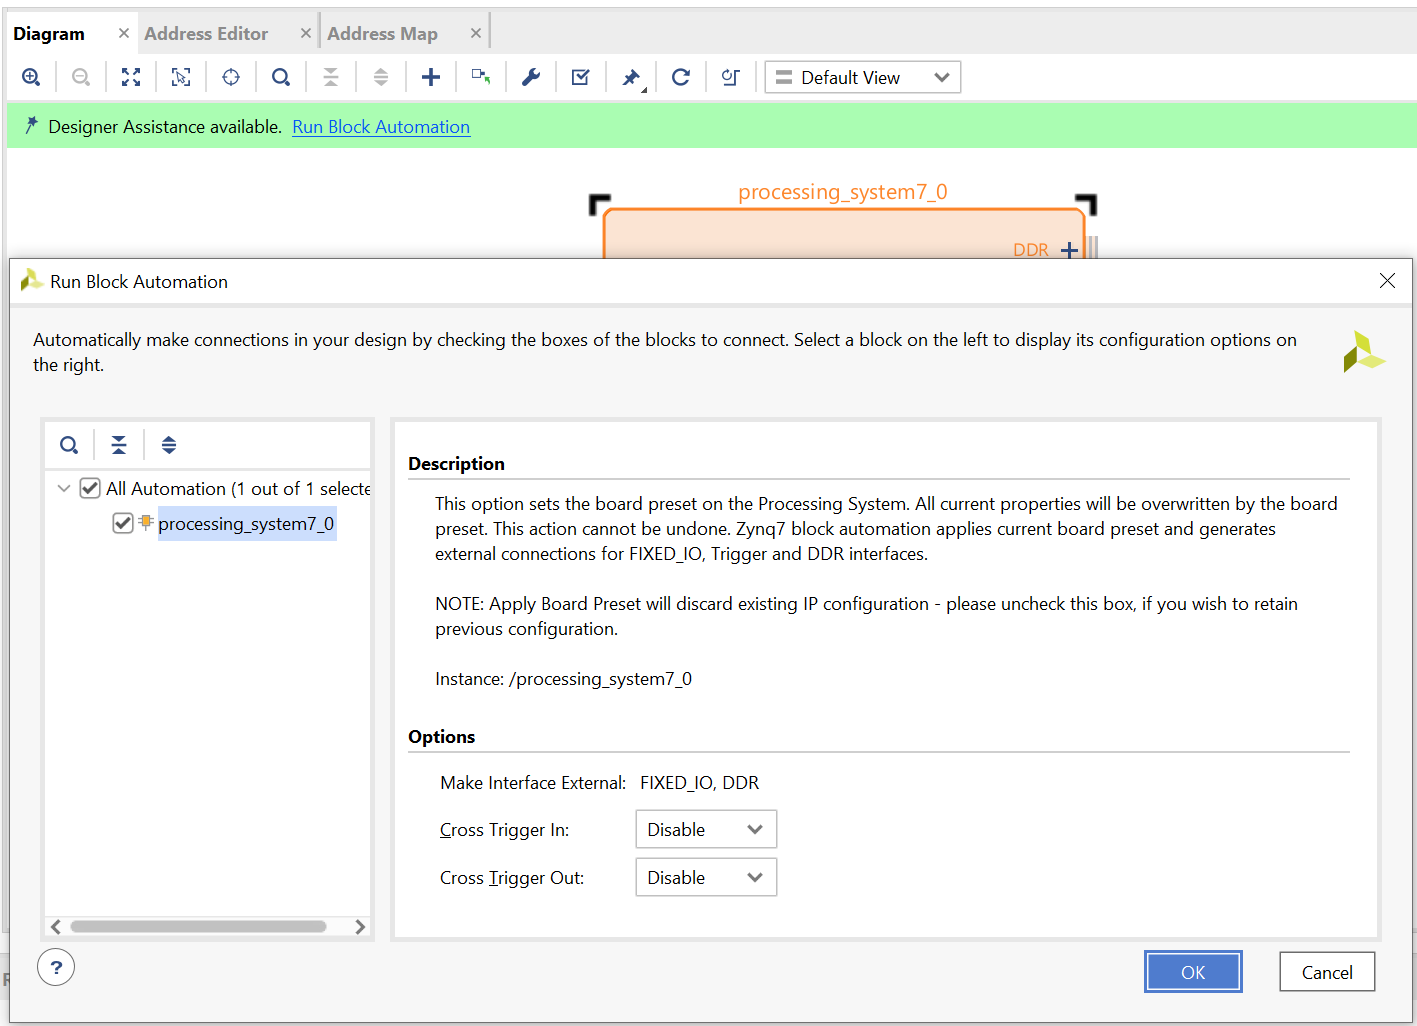 Diagram
Address Editor
Address Map
Default View
Designer Assistance available. Run Block Automation
processing_system7_0
DDR
Run Block Automation
Automatically make connections in your design by checking the boxes of the blocks to connect. Select a block on the left to display its configuration options on
the right.
All Automation (1 out of 1 selecte
processing_system7_0
Description
This option sets the board preset on the Processing System. All current properties will be overwritten by the board
preset. This action cannot be undone. Zynq7 block automation applies current board preset and generates
external connections for FIXED_IO, Trigger and DDR interfaces.
NOTE: Apply Board Preset will discard existing IP configuration - please uncheck this box, if you wish to retain
previous configuration.
Instance: /processing_system7_0
Options
Make Interface External: FIXED_IO, DDR
Cross Trigger In: Disable
Cross Trigger Out: Disable
?
OK
Cancel